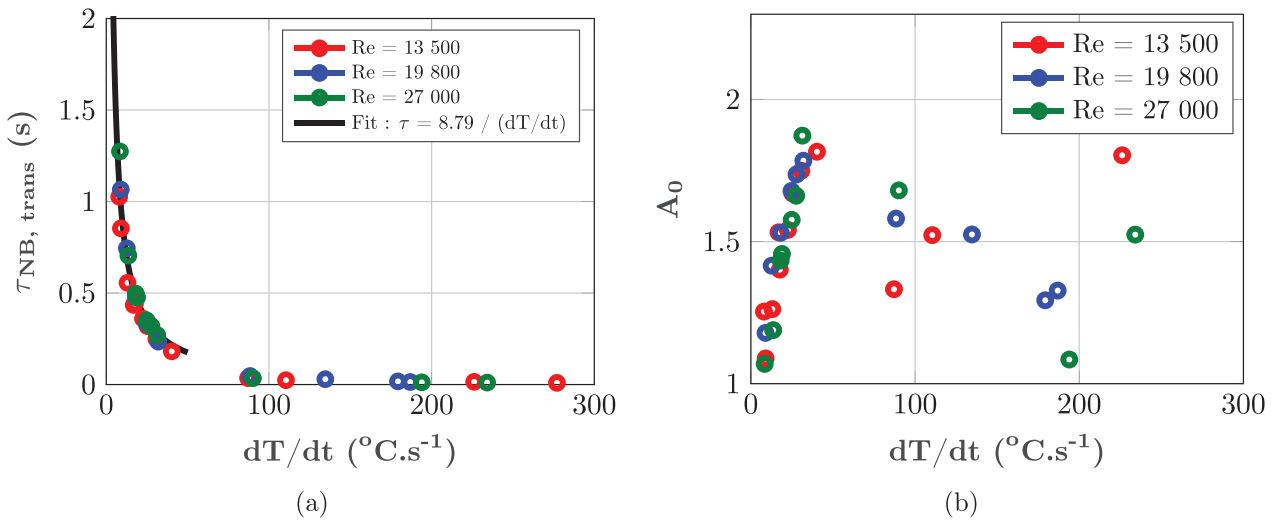 2
1.5
1
0.5
0
0
100
200
300
τNB, trans (s)
dT/dt (°C.s-1)
Re = 13 500
Re = 19 800
Re = 27 000
Fit : τ = 8.79 / (dT/dt)
(a)
2
1.5
1
0
100
200
300
A0
dT/dt (°C.s-1)
Re = 13 500
Re = 19 800
Re = 27 000
(b)